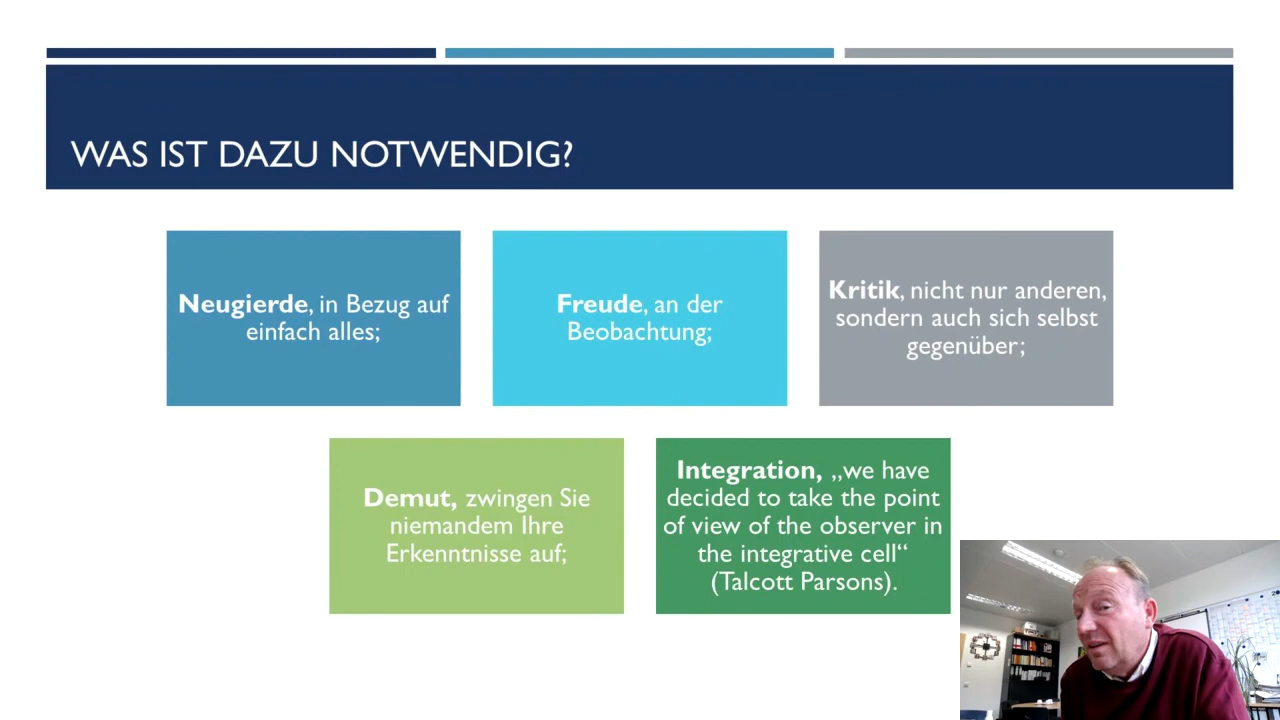 WAS IST DAZU NOTWENDIG?
Neugierde, in Bezug auf
einfach alles;
Freude, an der
Beobachtung;
Kritik, nicht nur anderen,
sondern auch sich selbst
gegenüber;
Demut, zwingen Sie
niemandem Ihre
Erkenntnisse auf;
Integration, „we have
decided to take the point
of view of the observer in
the integrative cell“
(Talcott Parsons).